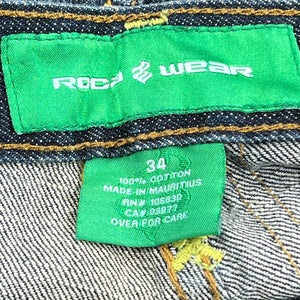 ROCA WEAR
34
100% COTTON
MADE IN MAURITIUS
RN# 106830
CA# 03877
OVER FOR CARE